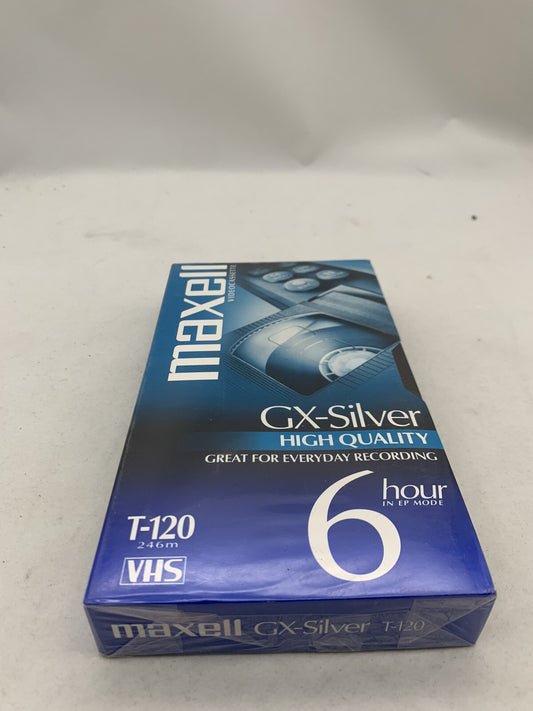 maxell
VIDEOCASSETTE
GX-Silver
HIGH QUALITY
GREAT FOR EVERYDAY RECORDING
6 hour
IN EP MODE
T-120
246m
VHS
maxell GX-Silver T-120